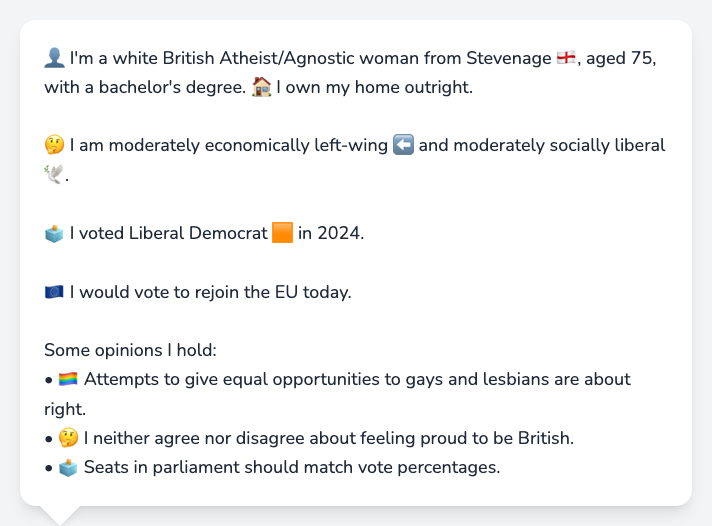 👤 I'm a white British Atheist/Agnostic woman from Stevenage 🏴󠁧󠁢󠁥󠁮󠁧󠁿, aged 75,
with a bachelor's degree. 🏠 I own my home outright.
🤔 I am moderately economically left-wing ⬅️ and moderately socially liberal
🕊️.
🗳️ I voted Liberal Democrat 🟧 in 2024.
🇪🇺 I would vote to rejoin the EU today.
Some opinions I hold:
• 🏳️‍🌈 Attempts to give equal opportunities to gays and lesbians are about
right.
• 🤔 I neither agree nor disagree about feeling proud to be British.
• 🗳️ Seats in parliament should match vote percentages.